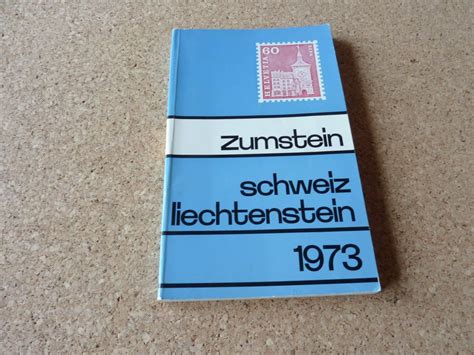 60
HELVETIA
zumstein
schweiz
liechtenstein
1973